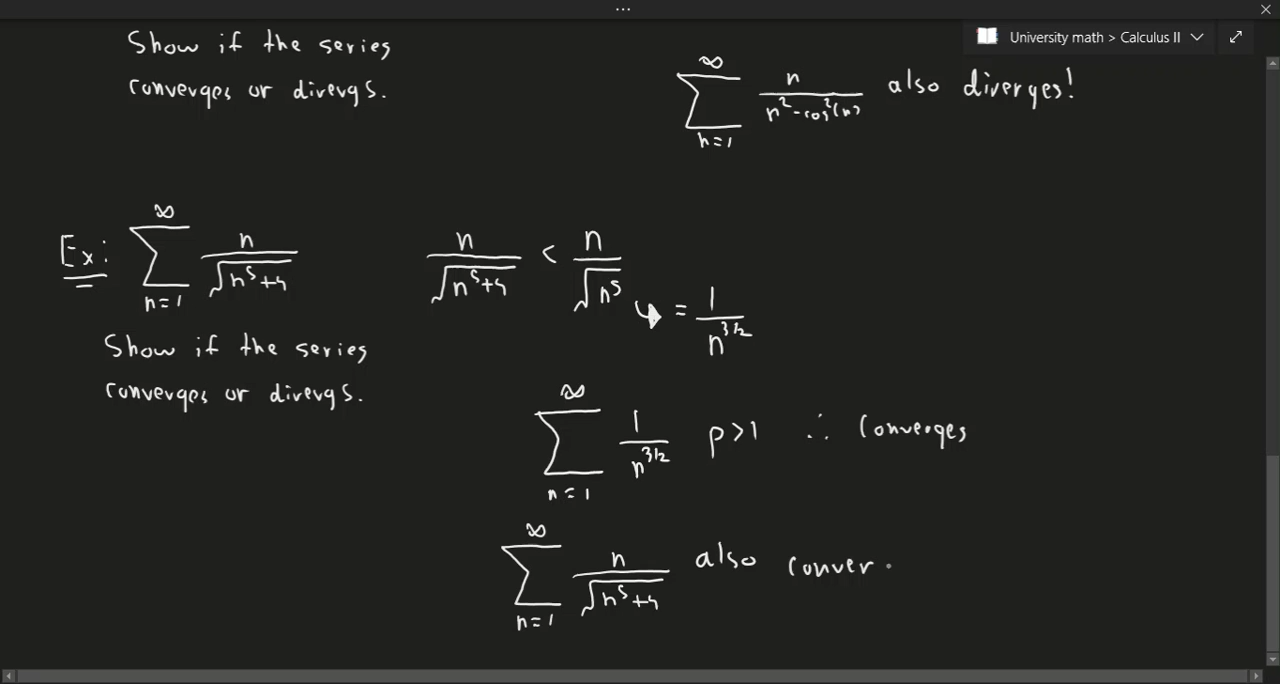 ...
University math > Calculus II
Show if the series
converges or divergs.
∞
∑ n/(n²-cos²(n)) also diverges!
n=1
Ex: ∞
∑ n/√(n⁵+4)
n=1
n/√(n⁵+4) < n/√n⁵
↳ = 1/n^(3/2)
Show if the series
converges or divergs.
∞
∑ 1/n^(3/2) p>1 ∴ Converges
n=1
∞
∑ n/√(n⁵+4) also conver
n=1